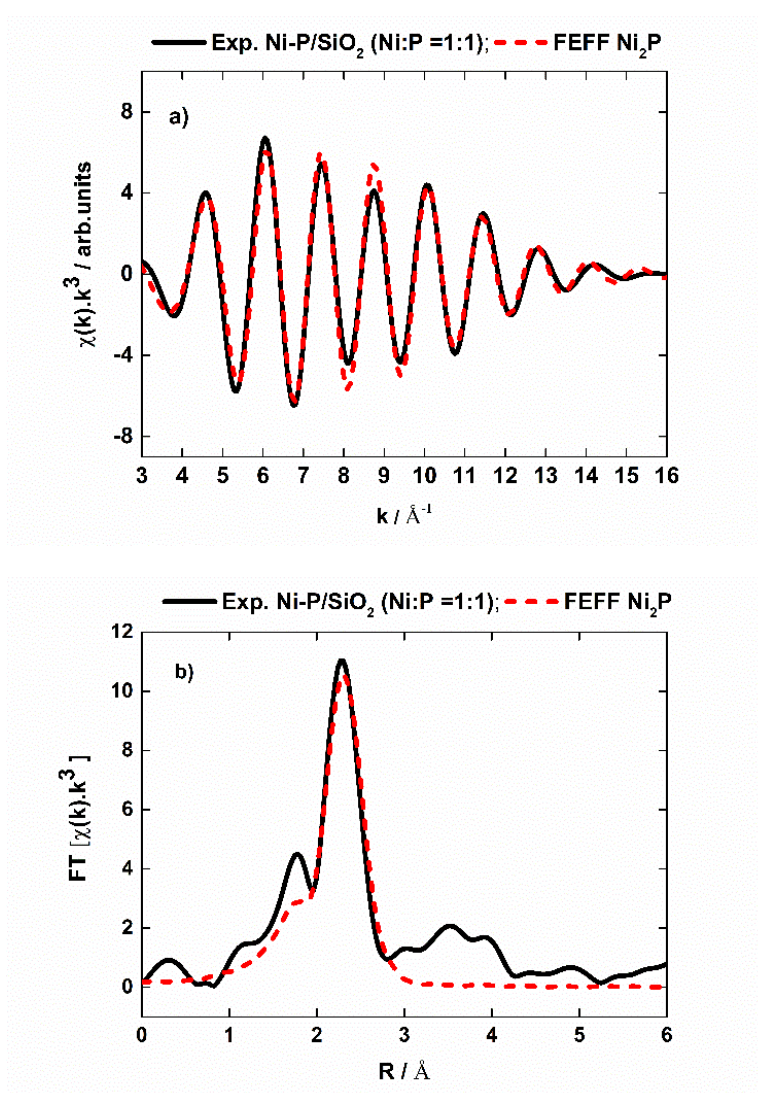 Exp. Ni-P/SiO₂ (Ni:P =1:1); FEFF Ni₂P
a)
8
4
0
-4
-8
χ(k).k³ / arb.units
3 4 5 6 7 8 9 10 11 12 13 14 15 16
k / Å⁻¹
Exp. Ni-P/SiO₂ (Ni:P =1:1); FEFF Ni₂P
b)
12
10
8
6
4
2
0
FT [χ(k).k³ ]
0 1 2 3 4 5 6
R / Å